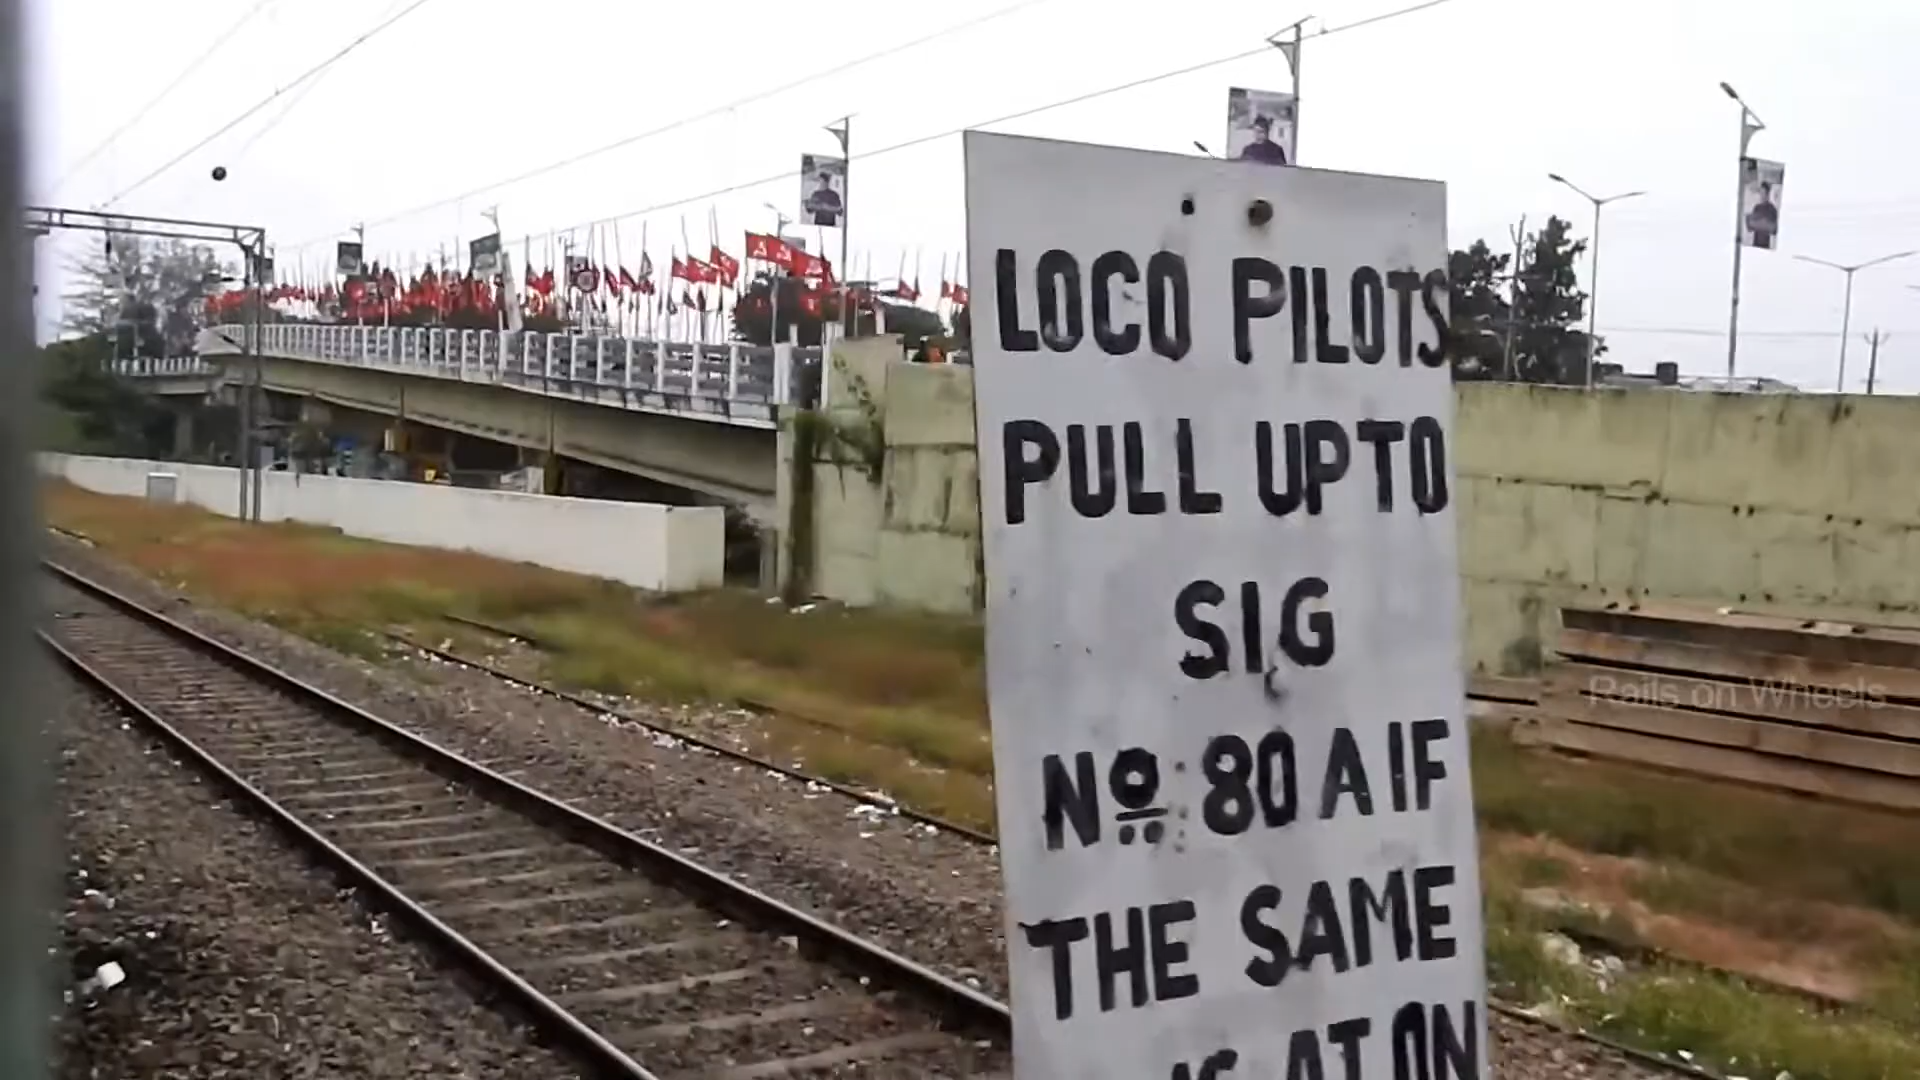 LOCO PILOTS
PULL UPTO
SIG
Nº: 80 A IF
THE SAME
IS AT ON
Rails on Wheels